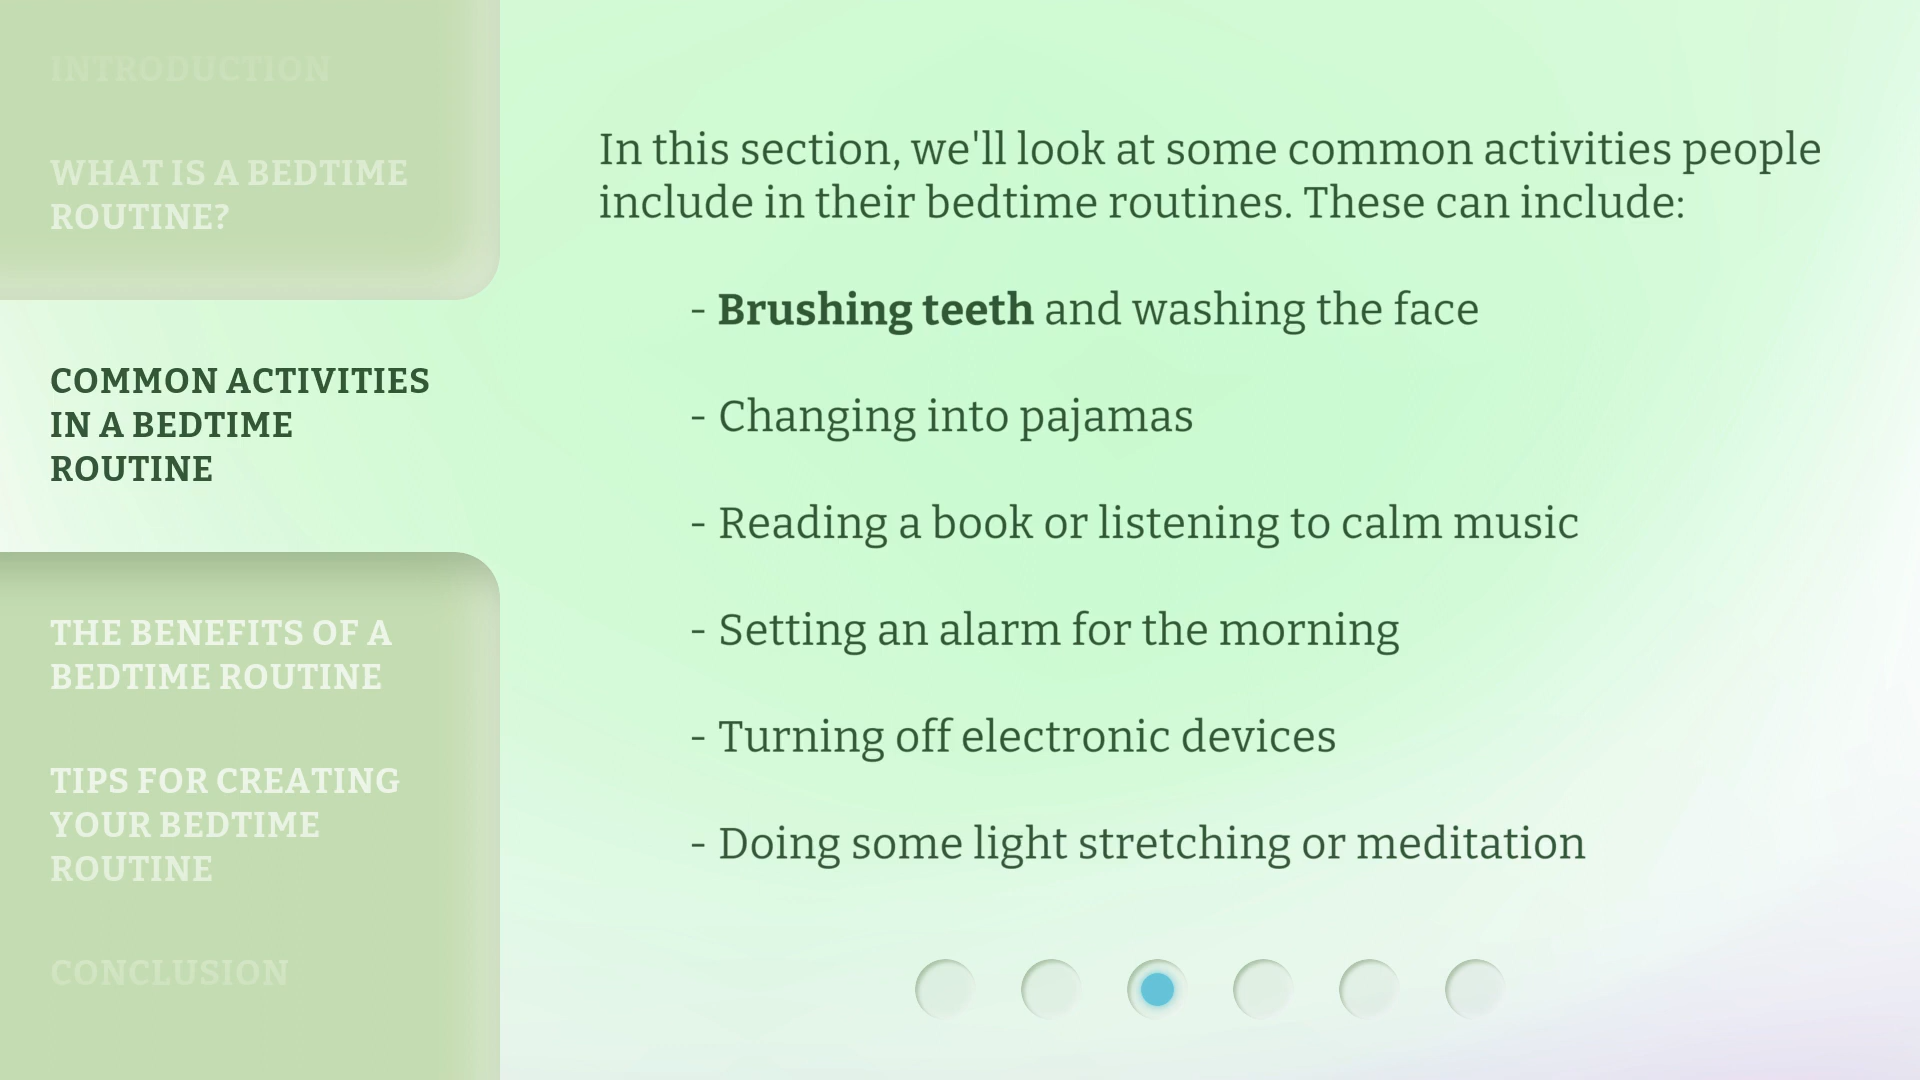 INTRODUCTION
WHAT IS A BEDTIME
ROUTINE?
COMMON ACTIVITIES
IN A BEDTIME
ROUTINE
THE BENEFITS OF A
BEDTIME ROUTINE
TIPS FOR CREATING
YOUR BEDTIME
ROUTINE
CONCLUSION
In this section, we'll look at some common activities people
include in their bedtime routines. These can include:
- Brushing teeth and washing the face
- Changing into pajamas
- Reading a book or listening to calm music
- Setting an alarm for the morning
- Turning off electronic devices
- Doing some light stretching or meditation